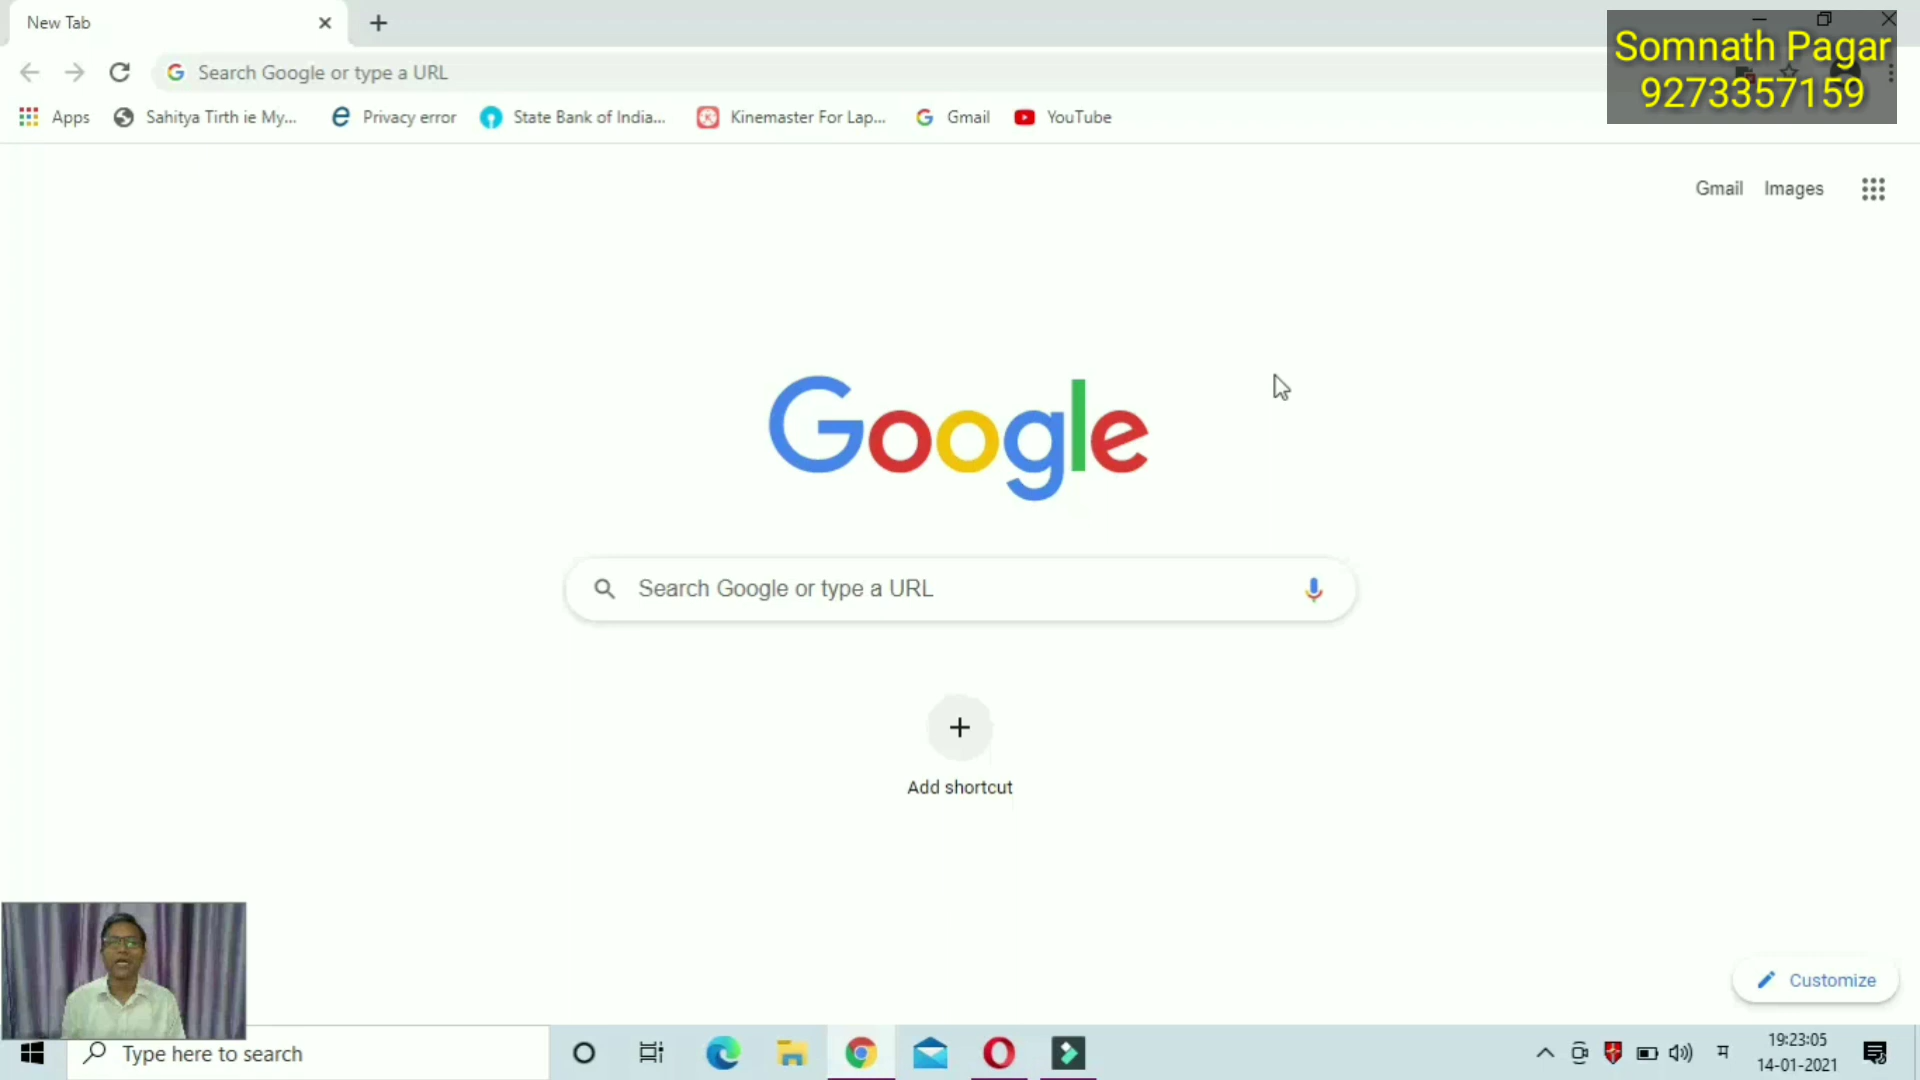 New Tab
Somnath Pagar
9273357159
Search Google or type a URL
Apps
Sahitya Tirth ie My...
Privacy error
State Bank of India...
Kinemaster For Lap...
Gmail
YouTube
Gmail
Images
Google
Search Google or type a URL
Add shortcut
Customize
Type here to search
म
19:23:05
14-01-2021